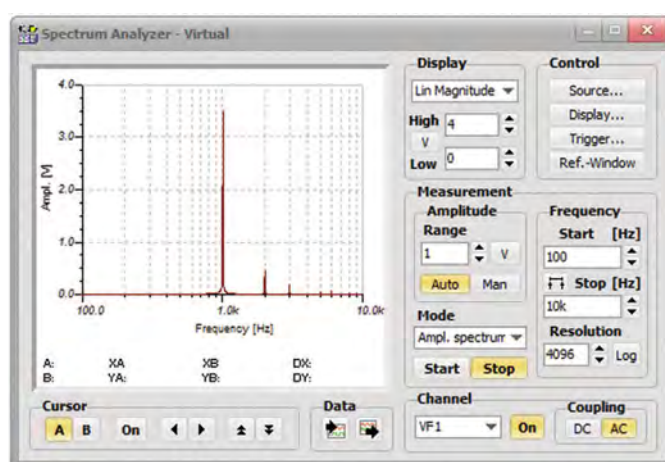 Spectrum Analyzer - Virtual
4.0
3.0
2.0
1.0
0.0
Ampl. [V]
100.0 1.0k 10.0k
Frequency [Hz]
A: XA XB DX:
B: YA: YB: DY:
Display
Lin Magnitude
High 4
V
Low 0
Control
Source...
Display...
Trigger...
Ref.-Window
Measurement
Amplitude
Range
1 V
Auto Man
Mode
Ampl. spectrum
Start Stop
Frequency
Start [Hz]
100
Stop [Hz]
10k
Resolution
4096 Log
Cursor
A B On
Data
Channel
VF1 On
Coupling
DC AC